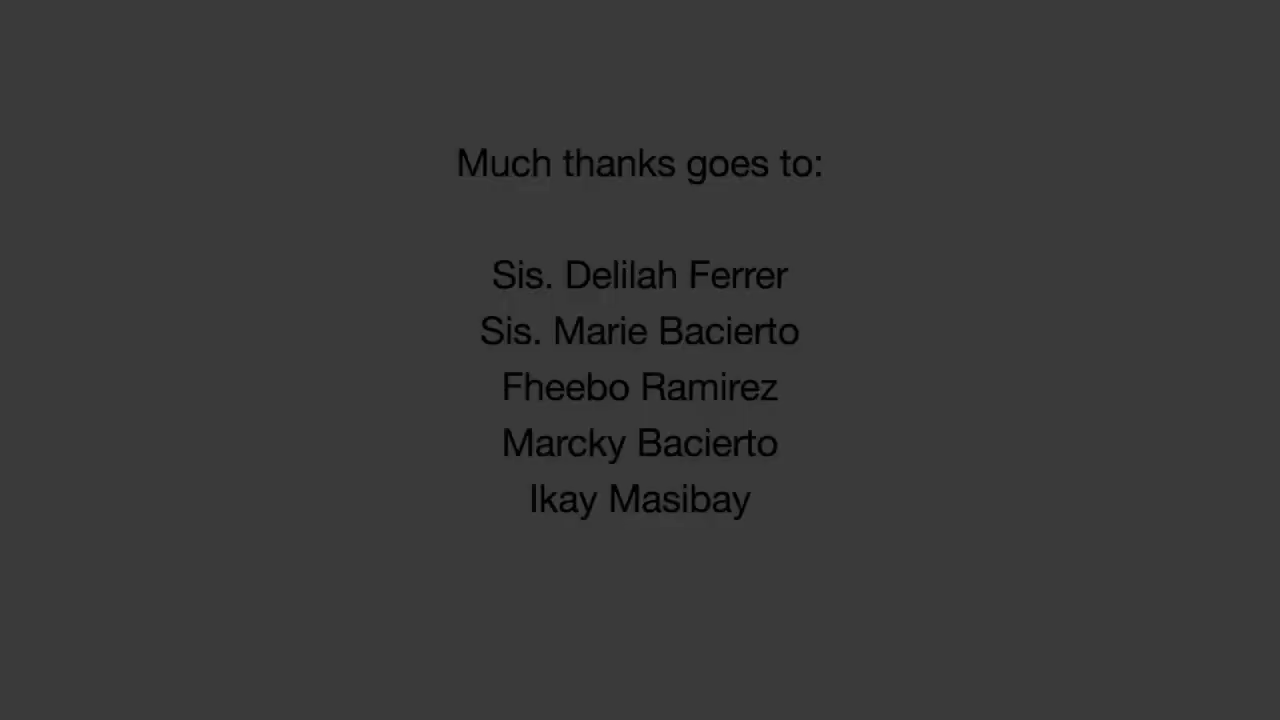 Much thanks goes to:
Sis. Delilah Ferrer
Sis. Marie Bacierto
Fheebo Ramirez
Marcky Bacierto
Ikay Masibay